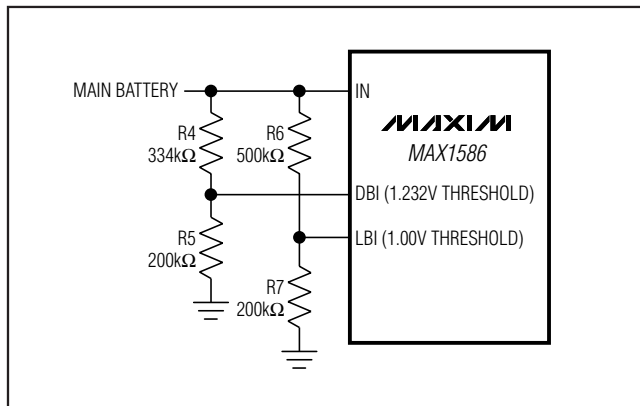 MAIN BATTERY
IN
R4
334kΩ
R6
500kΩ
MAXIM
MAX1586
DBI (1.232V THRESHOLD)
LBI (1.00V THRESHOLD)
R5
200kΩ
R7
200kΩ